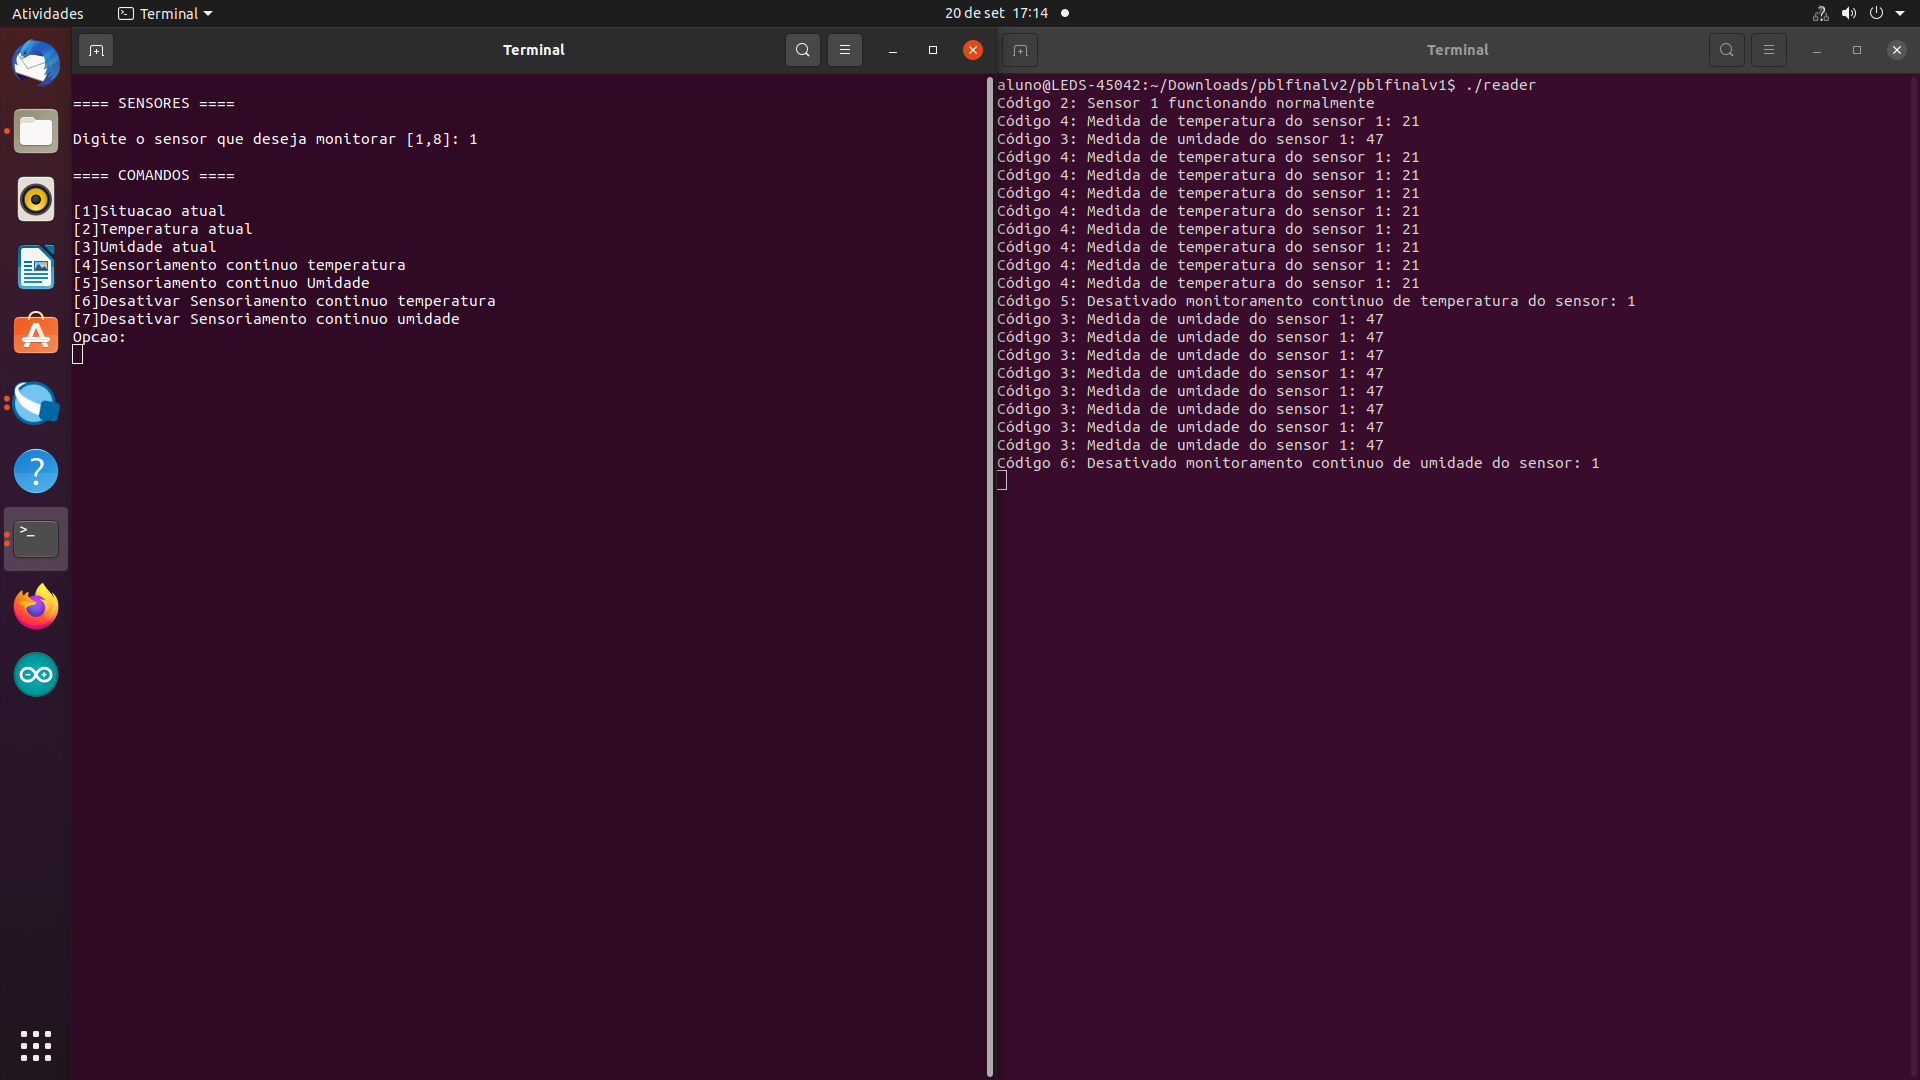 Atividades
Terminal
20 de set 17:14
Terminal
==== SENSORES ====
Digite o sensor que deseja monitorar [1,8]: 1
==== COMANDOS ====
[1]Situacao atual
[2]Temperatura atual
[3]Umidade atual
[4]Sensoriamento continuo temperatura
[5]Sensoriamento continuo Umidade
[6]Desativar Sensoriamento continuo temperatura
[7]Desativar Sensoriamento continuo umidade
Opcao:
Terminal
aluno@LEDS-45042:~/Downloads/pblfinalv2/pblfinalv1$ ./reader
Código 2: Sensor 1 funcionando normalmente
Código 4: Medida de temperatura do sensor 1: 21
Código 3: Medida de umidade do sensor 1: 47
Código 4: Medida de temperatura do sensor 1: 21
Código 4: Medida de temperatura do sensor 1: 21
Código 4: Medida de temperatura do sensor 1: 21
Código 4: Medida de temperatura do sensor 1: 21
Código 4: Medida de temperatura do sensor 1: 21
Código 4: Medida de temperatura do sensor 1: 21
Código 4: Medida de temperatura do sensor 1: 21
Código 4: Medida de temperatura do sensor 1: 21
Código 5: Desativado monitoramento continuo de temperatura do sensor: 1
Código 3: Medida de umidade do sensor 1: 47
Código 3: Medida de umidade do sensor 1: 47
Código 3: Medida de umidade do sensor 1: 47
Código 3: Medida de umidade do sensor 1: 47
Código 3: Medida de umidade do sensor 1: 47
Código 3: Medida de umidade do sensor 1: 47
Código 3: Medida de umidade do sensor 1: 47
Código 3: Medida de umidade do sensor 1: 47
Código 6: Desativado monitoramento continuo de umidade do sensor: 1